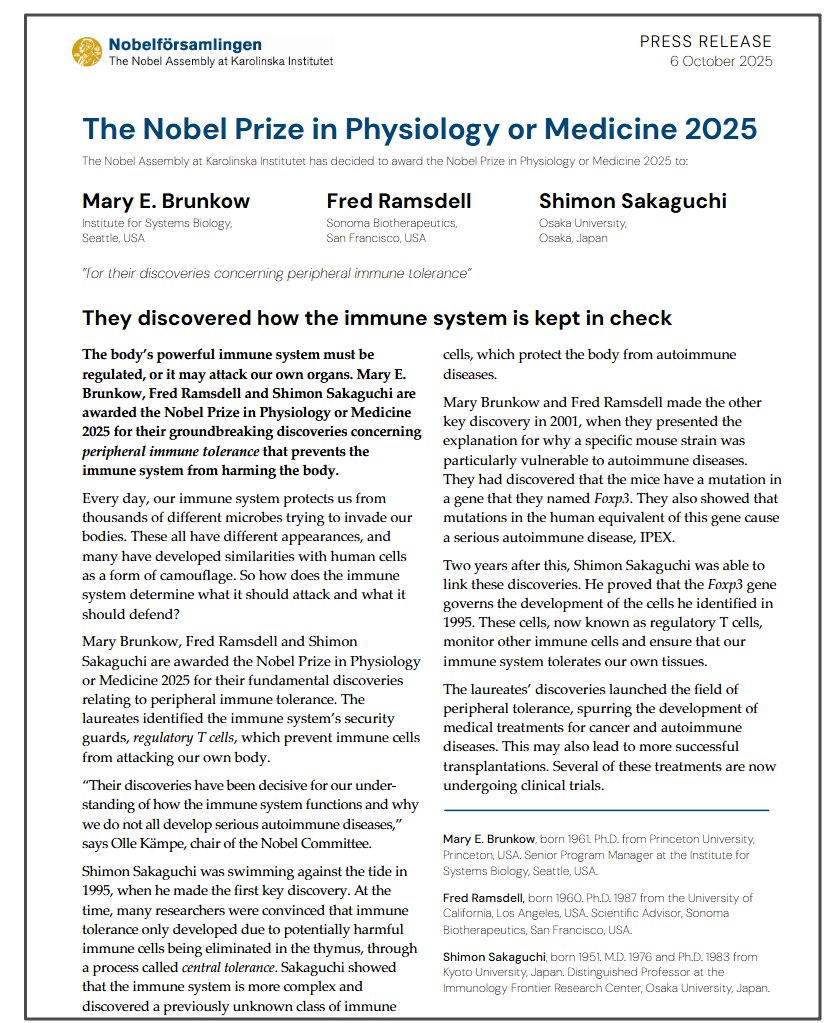 Nobelförsamlingen
The Nobel Assembly at Karolinska Institutet
PRESS RELEASE
6 October 2025
The Nobel Prize in Physiology or Medicine 2025
The Nobel Assembly at Karolinska Institutet has decided to award the Nobel Prize in Physiology or Medicine 2025 to:
Mary E. Brunkow
Institute for Systems Biology,
Seattle, USA
Fred Ramsdell
Sonoma Biotherapeutics,
San Francisco, USA
Shimon Sakaguchi
Osaka University,
Osaka, Japan
“for their discoveries concerning peripheral immune tolerance”
They discovered how the immune system is kept in check
The body’s powerful immune system must be
regulated, or it may attack our own organs. Mary E.
Brunkow, Fred Ramsdell and Shimon Sakaguchi are
awarded the Nobel Prize in Physiology or Medicine
2025 for their groundbreaking discoveries concerning
peripheral immune tolerance that prevents the
immune system from harming the body.
Every day, our immune system protects us from
thousands of different microbes trying to invade our
bodies. These all have different appearances, and
many have developed similarities with human cells
as a form of camouflage. So how does the immune
system determine what it should attack and what it
should defend?
Mary Brunkow, Fred Ramsdell and Shimon
Sakaguchi are awarded the Nobel Prize in Physiology
or Medicine 2025 for their fundamental discoveries
relating to peripheral immune tolerance. The
laureates identified the immune system’s security
guards, regulatory T cells, which prevent immune cells
from attacking our own body.
“Their discoveries have been decisive for our under-
standing of how the immune system functions and why
we do not all develop serious autoimmune diseases,”
says Olle Kämpe, chair of the Nobel Committee.
Shimon Sakaguchi was swimming against the tide in
1995, when he made the first key discovery. At the
time, many researchers were convinced that immune
tolerance only developed due to potentially harmful
immune cells being eliminated in the thymus, through
a process called central tolerance. Sakaguchi showed
that the immune system is more complex and
discovered a previously unknown class of immune
cells, which protect the body from autoimmune
diseases.
Mary Brunkow and Fred Ramsdell made the other
key discovery in 2001, when they presented the
explanation for why a specific mouse strain was
particularly vulnerable to autoimmune diseases.
They had discovered that the mice have a mutation in
a gene that they named Foxp3. They also showed that
mutations in the human equivalent of this gene cause
a serious autoimmune disease, IPEX.
Two years after this, Shimon Sakaguchi was able to
link these discoveries. He proved that the Foxp3 gene
governs the development of the cells he identified in
1995. These cells, now known as regulatory T cells,
monitor other immune cells and ensure that our
immune system tolerates our own tissues.
The laureates’ discoveries launched the field of
peripheral tolerance, spurring the development of
medical treatments for cancer and autoimmune
diseases. This may also lead to more successful
transplantations. Several of these treatments are now
undergoing clinical trials.
Mary E. Brunkow, born 1961. Ph.D. from Princeton University,
Princeton, USA. Senior Program Manager at the Institute for
Systems Biology, Seattle, USA.
Fred Ramsdell, born 1960. Ph.D. 1987 from the University of
California, Los Angeles, USA. Scientific Advisor, Sonoma
Biotherapeutics, San Francisco, USA.
Shimon Sakaguchi, born 1951. M.D. 1976 and Ph.D. 1983 from
Kyoto University, Japan. Distinguished Professor at the
Immunology Frontier Research Center, Osaka University, Japan.